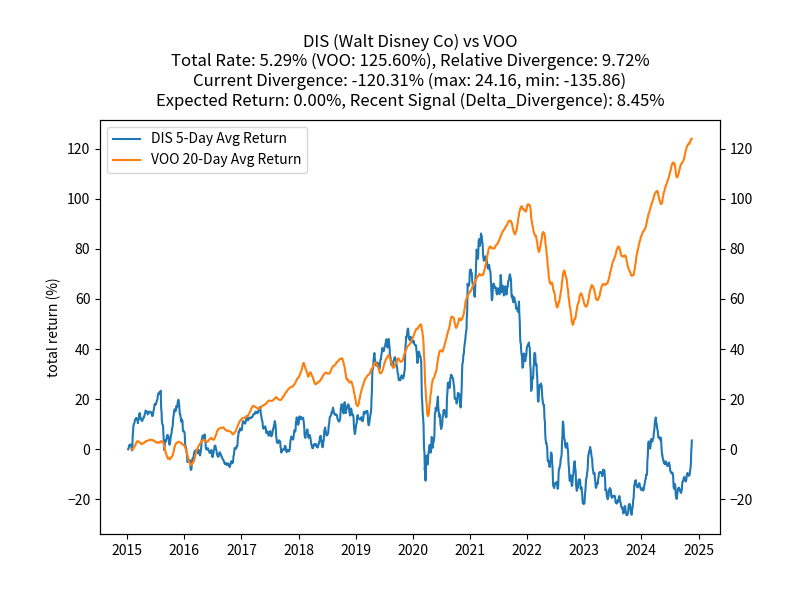 DIS (Walt Disney Co) vs VOO
Total Rate: 5.29% (VOO: 125.60%), Relative Divergence: 9.72%
Current Divergence: -120.31% (max: 24.16, min: -135.86)
Expected Return: 0.00%, Recent Signal (Delta_Divergence): 8.45%
DIS 5-Day Avg Return
VOO 20-Day Avg Return
total return (%)
120
100
80
60
40
20
0
−20
120
100
80
60
40
20
0
−20
2015 2016 2017 2018 2019 2020 2021 2022 2023 2024 2025